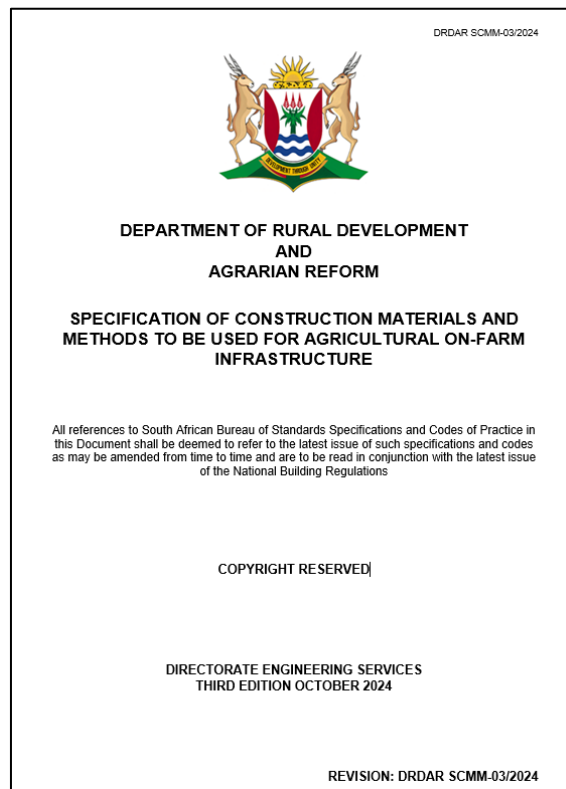 DRDAR SCMM-03/2024
DEVELOPMENT THROUGH UNITY
DEPARTMENT OF RURAL DEVELOPMENT
AND
AGRARIAN REFORM
SPECIFICATION OF CONSTRUCTION MATERIALS AND
METHODS TO BE USED FOR AGRICULTURAL ON-FARM
INFRASTRUCTURE
All references to South African Bureau of Standards Specifications and Codes of Practice in
this Document shall be deemed to refer to the latest issue of such specifications and codes
as may be amended from time to time and are to be read in conjunction with the latest issue
of the National Building Regulations
COPYRIGHT RESERVED
DIRECTORATE ENGINEERING SERVICES
THIRD EDITION OCTOBER 2024
REVISION: DRDAR SCMM-03/2024